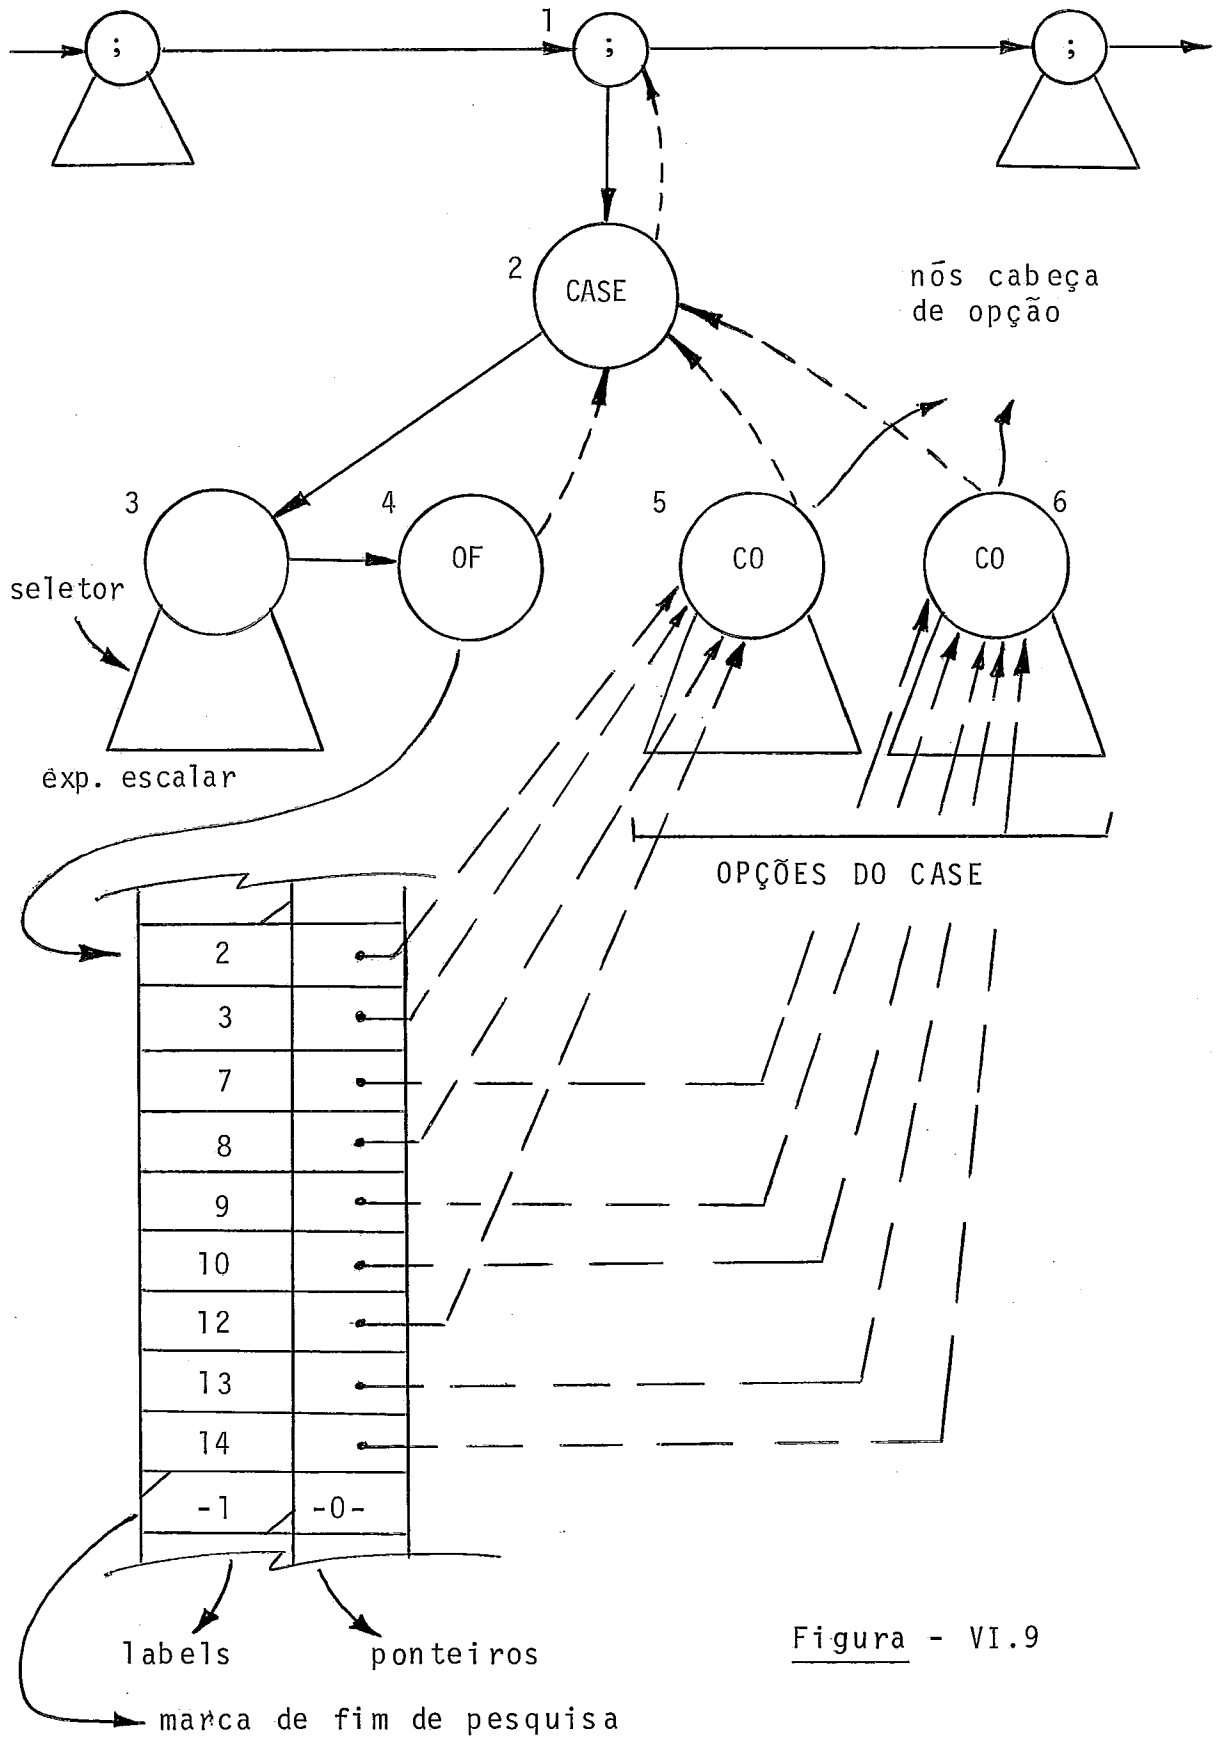 1
; ; ;
2
CASE
nós cabeça
de opção
3 4 5 6
OF CO CO
seletor
exp. escalar
OPÇÕES DO CASE
2
3
7
8
9
10
12
13
14
-1 -0-
labels ponteiros
Figura - VI.9
marca de fim de pesquisa